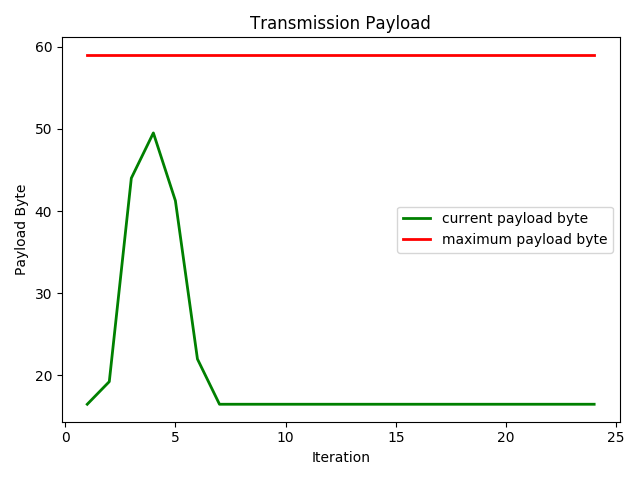 Transmission Payload
60
50
40
30
20
Payload Byte
current payload byte
maximum payload byte
0 5 10 15 20 25
Iteration